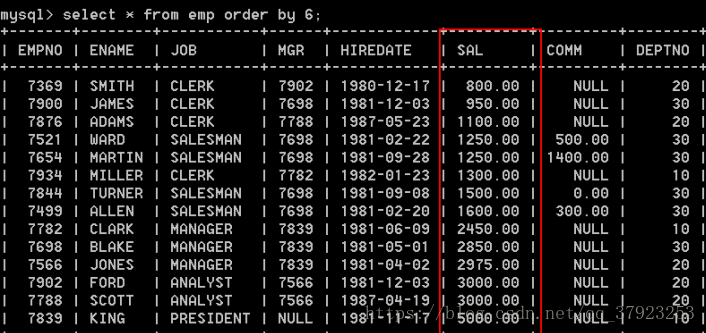 mysql> select * from emp order by 6;
| EMPNO | ENAME | JOB | MGR | HIREDATE | SAL | COMM | DEPTNO |
| 7369 | SMITH | CLERK | 7902 | 1980-12-17 | 800.00 | NULL | 20 |
| 7900 | JAMES | CLERK | 7698 | 1981-12-03 | 950.00 | NULL | 30 |
| 7876 | ADAMS | CLERK | 7788 | 1987-05-23 | 1100.00 | NULL | 20 |
| 7521 | WARD | SALESMAN | 7698 | 1981-02-22 | 1250.00 | 500.00 | 30 |
| 7654 | MARTIN | SALESMAN | 7698 | 1981-09-28 | 1250.00 | 1400.00 | 30 |
| 7934 | MILLER | CLERK | 7782 | 1982-01-23 | 1300.00 | NULL | 10 |
| 7844 | TURNER | SALESMAN | 7698 | 1981-09-08 | 1500.00 | 0.00 | 30 |
| 7499 | ALLEN | SALESMAN | 7698 | 1981-02-20 | 1600.00 | 300.00 | 30 |
| 7782 | CLARK | MANAGER | 7839 | 1981-06-09 | 2450.00 | NULL | 10 |
| 7698 | BLAKE | MANAGER | 7839 | 1981-05-01 | 2850.00 | NULL | 30 |
| 7566 | JONES | MANAGER | 7839 | 1981-04-02 | 2975.00 | NULL | 20 |
| 7902 | FORD | ANALYST | 7566 | 1981-12-03 | 3000.00 | NULL | 20 |
| 7788 | SCOTT | ANALYST | 7566 | 1987-04-19 | 3000.00 | NULL | 20 |
| 7839 | KING | PRESIDENT | NULL | 1981-11-17 | 5000.00 | NULL | 10 |
https://blog.csdn.net/qq_37923253